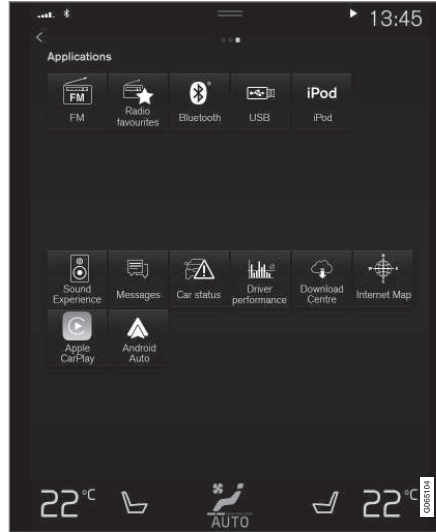 13:45
Applications
FM
FM
Radio
favourites
Bluetooth
USB
iPod
iPod
Sound
Experience
Messages
Car status
Driver
performance
Download
Centre
Internet Map
Apple
CarPlay
Android
Auto
22°C
AUTO
22°C
G065104